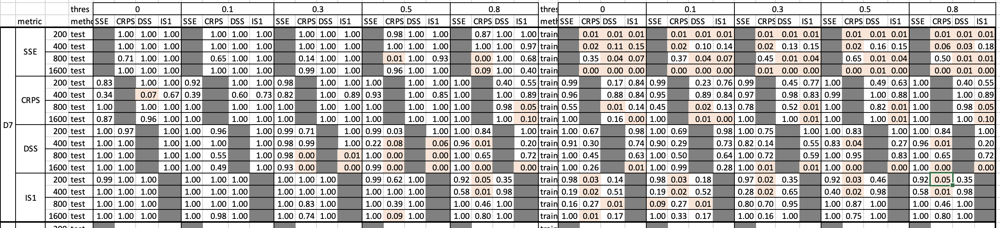 thres 0 0.1 0.3 0.5 0.8 thres 0 0.1 0.3 0.5 0.8
metric metho SSE CRPS DSS IS1 SSE CRPS DSS IS1 SSE CRPS DSS IS1 SSE CRPS DSS IS1 SSE CRPS DSS IS1 meth SSE CRPS DSS IS1 SSE CRPS DSS IS1 SSE CRPS DSS IS1 SSE CRPS DSS IS1 SSE CRPS DSS IS1
D7 SSE 200 test 1.00 1.00 1.00 1.00 1.00 1.00 1.00 1.00 1.00 0.98 1.00 1.00 0.87 1.00 1.00 train 0.01 0.01 0.01 0.01 0.01 0.01 0.01 0.01 0.01 0.01 0.01 0.01 0.01 0.01 0.01
400 test 1.00 1.00 1.00 1.00 1.00 1.00 1.00 1.00 1.00 1.00 1.00 1.00 1.00 1.00 0.97 train 0.02 0.11 0.15 0.02 0.10 0.14 0.02 0.13 0.15 0.02 0.16 0.15 0.06 0.03 0.18
800 test 0.71 1.00 1.00 0.65 1.00 1.00 0.14 1.00 1.00 0.01 1.00 0.93 0.00 1.00 0.68 train 0.35 0.04 0.07 0.37 0.04 0.07 0.45 0.01 0.04 0.65 0.01 0.04 0.50 0.01 0.01
1600 test 1.00 1.00 1.00 1.00 1.00 1.00 0.99 1.00 1.00 0.96 1.00 1.00 0.09 1.00 0.40 train 0.00 0.00 0.00 0.00 0.00 0.00 0.01 0.00 0.00 0.00 0.01 0.00 0.00 0.01 0.00
CRPS 200 test 0.83 1.00 1.00 0.92 1.00 1.00 0.98 1.00 1.00 1.00 1.00 1.00 1.00 0.40 0.55 train 0.99 0.17 0.84 0.99 0.23 0.76 0.99 0.45 0.77 1.00 0.49 0.63 1.00 0.40 0.55
400 test 0.34 0.07 0.67 0.39 0.60 0.73 0.82 1.00 0.89 0.93 1.00 0.85 1.00 1.00 0.89 train 0.96 0.88 0.84 0.95 0.89 0.84 0.97 0.98 0.83 0.99 1.00 0.88 1.00 1.00 0.89
800 test 1.00 1.00 1.00 1.00 1.00 1.00 1.00 1.00 1.00 1.00 1.00 1.00 1.00 0.98 0.05 train 0.55 0.01 0.14 0.45 0.02 0.13 0.78 0.52 0.01 1.00 0.82 0.01 1.00 0.98 0.05
1600 test 0.87 0.96 1.00 1.00 1.00 1.00 1.00 1.00 1.00 1.00 1.00 1.00 1.00 1.00 0.10 train 1.00 0.16 0.00 1.00 0.01 0.00 1.00 1.00 0.01 1.00 1.00 0.01 1.00 1.00 0.10
DSS 200 test 1.00 0.97 1.00 1.00 0.96 1.00 0.99 0.71 1.00 0.99 0.03 1.00 1.00 0.84 1.00 train 1.00 0.67 0.98 1.00 0.69 0.98 1.00 0.75 1.00 1.00 0.83 1.00 1.00 0.84 1.00
400 test 1.00 1.00 1.00 1.00 1.00 1.00 0.98 0.99 1.00 0.22 0.08 0.06 0.96 0.01 0.20 train 0.91 0.30 0.74 0.90 0.29 0.73 0.82 0.14 0.55 0.83 0.04 0.27 0.96 0.01 0.20
800 test 1.00 1.00 1.00 1.00 0.55 1.00 0.98 0.00 0.01 1.00 0.00 0.00 1.00 0.65 0.72 train 1.00 0.45 0.63 1.00 0.50 0.64 1.00 0.72 0.59 1.00 0.95 0.83 1.00 0.65 0.72
1600 test 1.00 1.00 1.00 1.00 0.49 1.00 0.93 0.00 0.00 0.99 0.00 0.00 1.00 0.00 0.00 train 1.00 0.26 0.01 1.00 0.99 0.28 1.00 0.01 0.01 1.00 0.00 0.00 1.00 0.00 0.00
IS1 200 test 0.99 1.00 1.00 1.00 1.00 1.00 1.00 1.00 1.00 0.99 0.62 1.00 0.92 0.05 0.35 train 0.98 0.03 0.14 0.98 0.03 0.18 0.97 0.02 0.35 0.92 0.03 0.46 0.92 0.05 0.35
400 test 1.00 1.00 1.00 1.00 1.00 1.00 1.00 1.00 1.00 1.00 1.00 1.00 0.58 0.01 0.98 train 0.19 0.02 0.51 0.19 0.02 0.52 0.28 0.02 0.65 0.40 0.02 0.98 0.58 0.01 0.98
800 test 1.00 1.00 1.00 1.00 1.00 1.00 1.00 0.83 1.00 1.00 0.39 1.00 1.00 0.46 1.00 train 0.16 0.27 0.01 0.09 0.27 0.01 0.80 0.70 0.95 1.00 0.87 1.00 1.00 0.46 1.00
1600 test 1.00 1.00 1.00 1.00 0.98 1.00 1.00 0.74 1.00 1.00 0.09 1.00 1.00 0.80 1.00 train 1.00 0.01 0.17 1.00 0.33 0.17 1.00 0.16 1.00 1.00 0.75 1.00 1.00 0.80 1.00